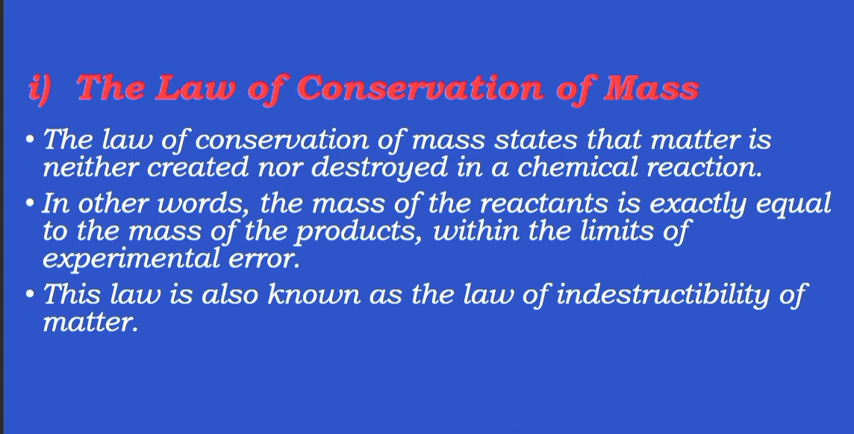 i) The Law of Conservation of Mass
• The law of conservation of mass states that matter is
neither created nor destroyed in a chemical reaction.
• In other words, the mass of the reactants is exactly equal
to the mass of the products, within the limits of
experimental error.
• This law is also known as the law of indestructibility of
matter.